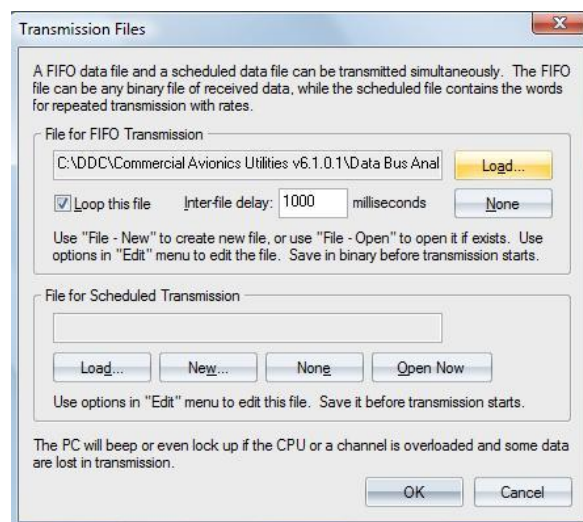 Transmission Files
A FIFO data file and a scheduled data file can be transmitted simultaneously. The FIFO
file can be any binary file of received data, while the scheduled file contains the words
for repeated transmission with rates.
File for FIFO Transmission
C:\DDC\Commercial Avionics Utilities v6.1.0.1\Data Bus Anal
Load...
Loop this file Inter-file delay: 1000 milliseconds None
Use "File - New" to create new file, or use "File - Open" to open it if exists. Use
options in "Edit" menu to edit the file. Save in binary before transmission starts.
File for Scheduled Transmission
Load... New... None Open Now
Use options in "Edit" menu to edit this file. Save it before transmission starts.
The PC will beep or even lock up if the CPU or a channel is overloaded and some data
are lost in transmission.
OK Cancel